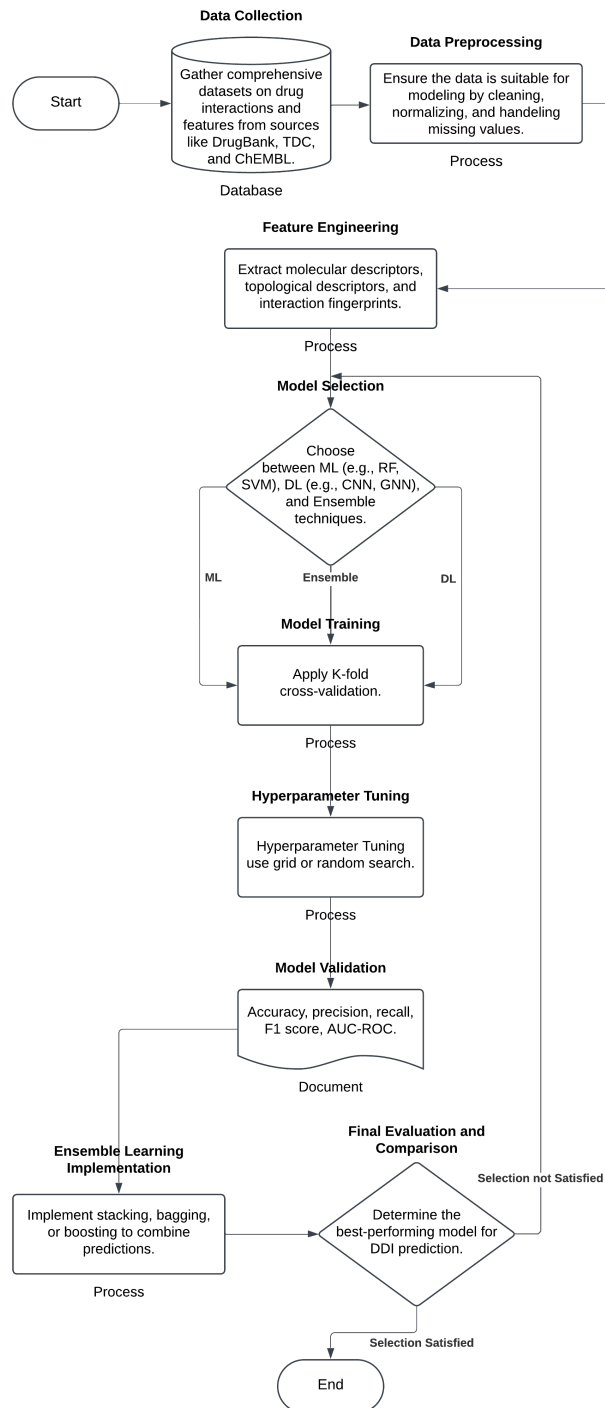 Data Collection
Start
Gather comprehensive
datasets on drug
interactions and
features from sources
like DrugBank, TDC,
and ChEMBL.
Database
Data Preprocessing
Ensure the data is suitable for
modeling by cleaning,
normalizing, and handeling
missing values.
Process
Feature Engineering
Extract molecular descriptors,
topological descriptors, and
interaction fingerprints.
Process
Model Selection
Choose
between ML (e.g., RF,
SVM), DL (e.g., CNN, GNN),
and Ensemble
techniques.
ML
Ensemble
DL
Model Training
Apply K-fold
cross-validation.
Process
Hyperparameter Tuning
Hyperparameter Tuning
use grid or random search.
Process
Model Validation
Accuracy, precision, recall,
F1 score, AUC-ROC.
Document
Ensemble Learning
Implementation
Implement stacking, bagging,
or boosting to combine
predictions.
Process
Final Evaluation and
Comparison
Determine the
best-performing model for
DDI prediction.
Selection not Satisfied
Selection Satisfied
End